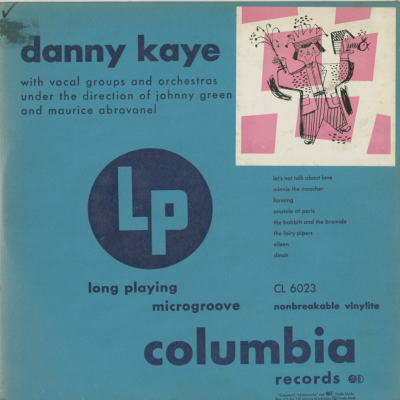 danny kaye
with vocal groups and orchestras
under the direction of johnny green
and maurice abravanel
let's not talk about love
minnie the moocher
farming
anatole of paris
the babbitt and the bromide
the fairy pipers
eileen
dinah
LP
long playing
microgroove
CL 6023
nonbreakable vinylite
columbia
records